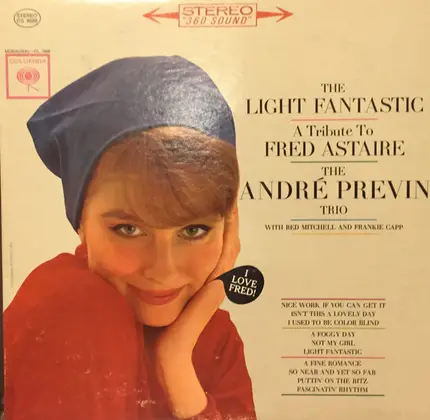 STEREO
"360 SOUND"
STEREO
COLUMBIA
THE
LIGHT FANTASTIC
A Tribute To
FRED ASTAIRE
THE
ANDRÉ PREVIN
TRIO
WITH RED MITCHELL AND FRANKIE CAPP
I
LOVE
FRED!
NICE WORK IF YOU CAN GET IT
ISN'T THIS A LOVELY DAY
I USED TO BE COLOR BLIND
A FOGGY DAY
NOT MY GIRL
LIGHT FANTASTIC
A FINE ROMANCE
SO NEAR AND YET SO FAR
PUTTIN' ON THE RITZ
FASCINATIN' RHYTHM